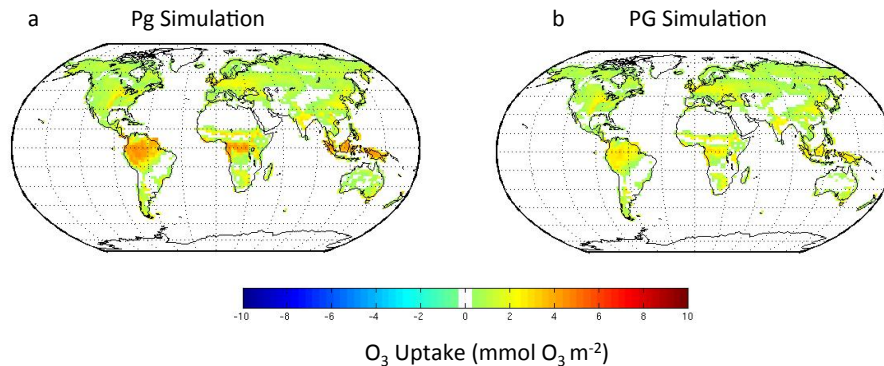 a Pg Simulation
b PG Simulation
-10 -8 -6 -4 -2 0 2 4 6 8 10
O₃ Uptake (mmol O₃ m⁻²)